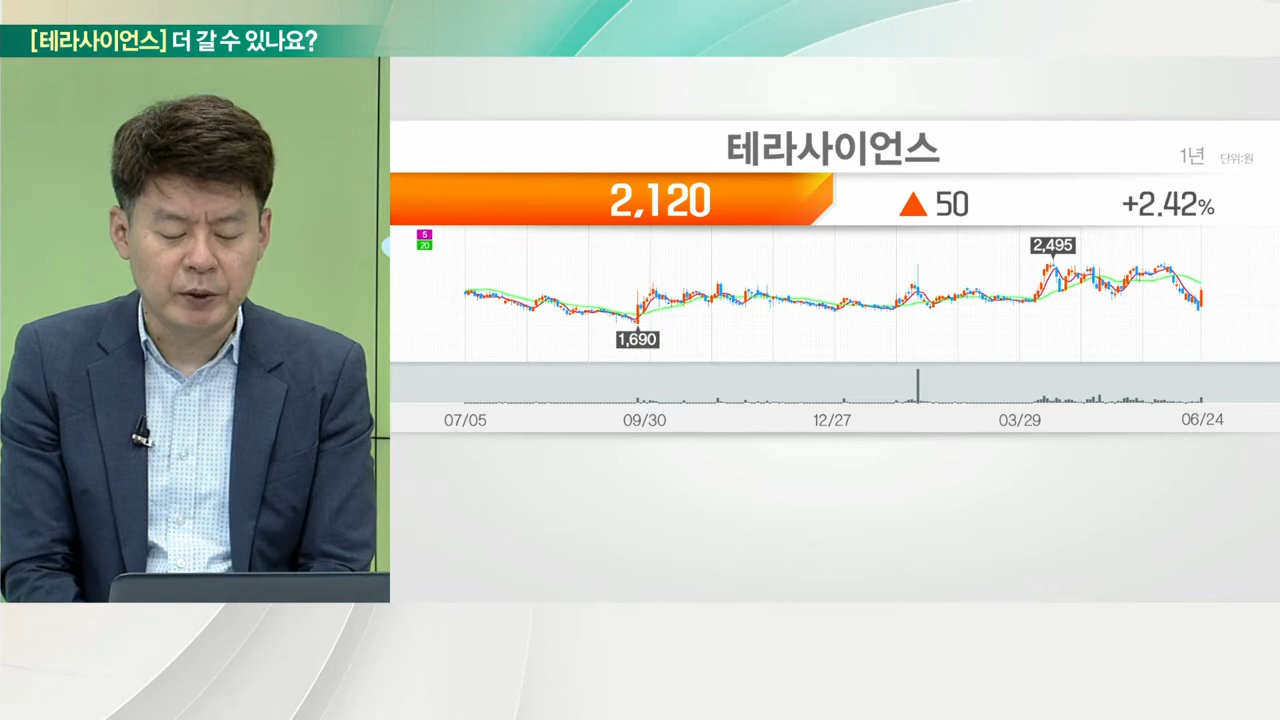 [테라사이언스] 더 갈 수 있나요?
테라사이언스
1년 단위:원
2,120 ▲ 50 +2.42%
5
20
2,495
1,690
07/05 09/30 12/27 03/29 06/24